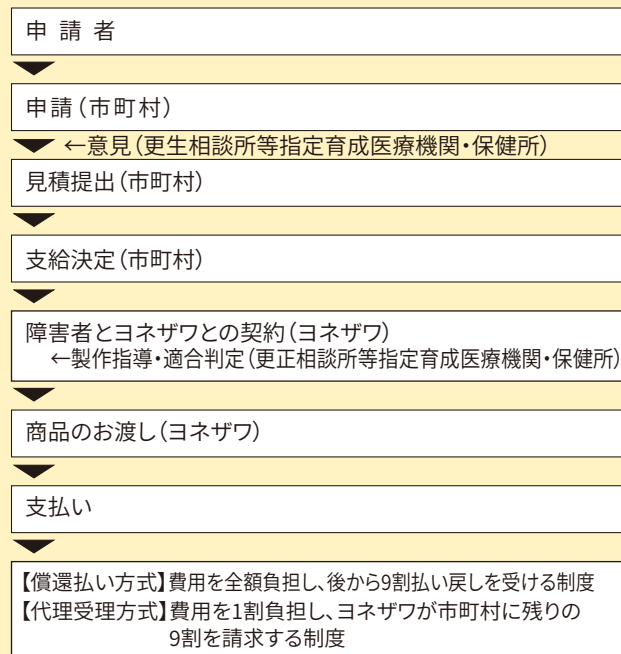 申 請 者
申請(市町村)
←意見(更生相談所等指定育成医療機関・保健所)
見積提出(市町村)
支給決定(市町村)
障害者とヨネザワとの契約(ヨネザワ)
←製作指導・適合判定(更正相談所等指定育成医療機関・保健所)
商品のお渡し(ヨネザワ)
支払い
【償還払い方式】費用を全額負担し、後から9割払い戻しを受ける制度
【代理受理方式】費用を1割負担し、ヨネザワが市町村に残りの
9割を請求する制度